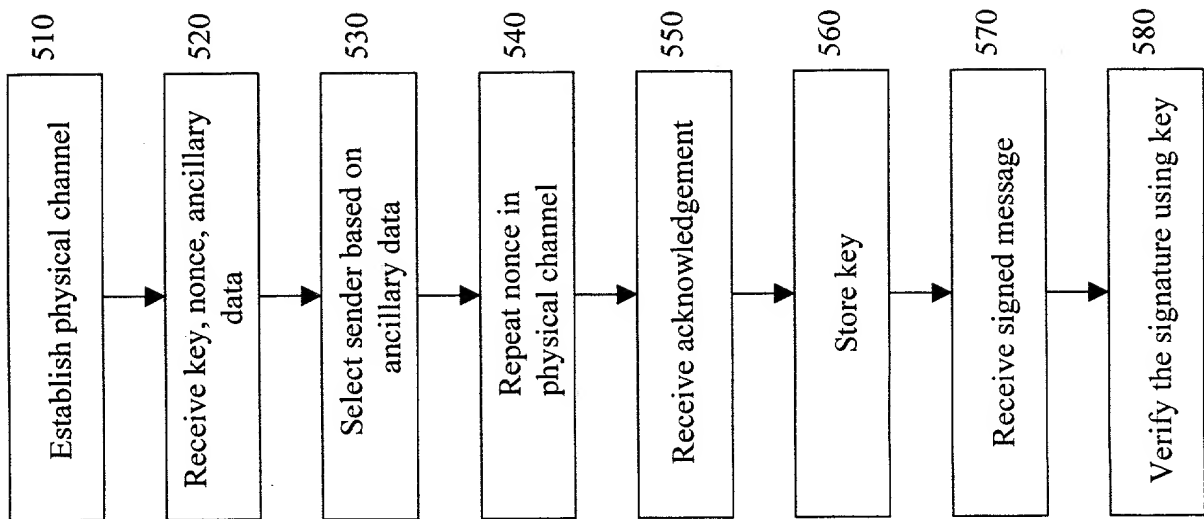 510
Establish physical channel
520
Receive key, nonce, ancillary
data
530
Select sender based on
ancillary data
540
Repeat nonce in
physical channel
550
Receive acknowledgement
560
Store key
570
Receive signed message
580
Verify the signature using key